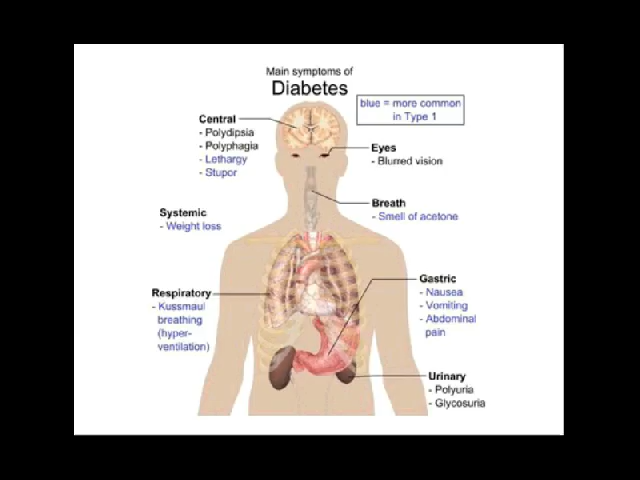 Main symptoms of
Diabetes
blue = more common
in Type 1
Central
- Polydipsia
- Polyphagia
- Lethargy
- Stupor
Eyes
- Blurred vision
Breath
- Smell of acetone
Systemic
- Weight loss
Respiratory
- Kussmaul
breathing
(hyper-
ventilation)
Gastric
- Nausea
- Vomiting
- Abdominal
pain
Urinary
- Polyuria
- Glycosuria